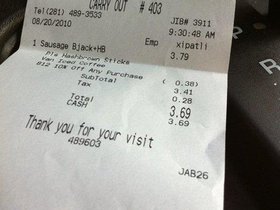 CARRY OUT # 403
Tel(281) 489-3533 JIB# 3911
08/20/2010 9:30:48 AM
Emp xipatli
1 Sausage Bjack+HB 3.79
Pls Hashbrown Sticks
Van Iced Coffee
812 10% Off Any Purchase (0.38)
SubTotal 3.41
Tax 0.28
Total 3.69
CASH 3.69
Thank you for your visit
489603
JAB26